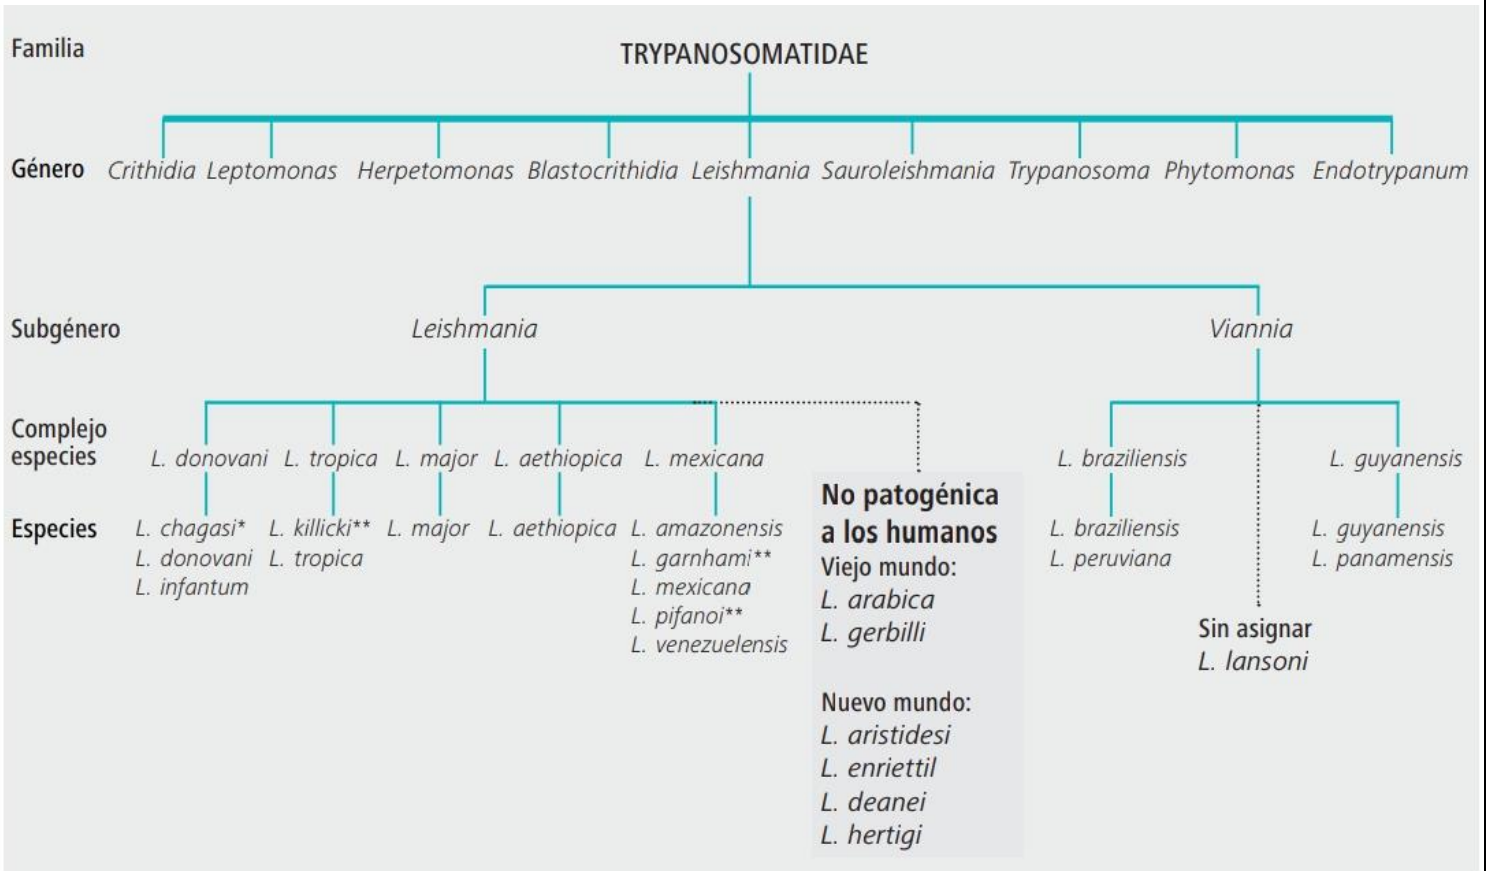 Familia
TRYPANOSOMATIDAE
Género Crithidia Leptomonas Herpetomonas Blastocrithidia Leishmania Sauroleishmania Trypanosoma Phytomonas Endotrypanum
Subgénero Leishmania Viannia
Complejo
especies L. donovani L. tropica L. major L. aethiopica L. mexicana L. braziliensis L. guyanensis
Especies L. chagasi* L. killicki** L. major L. aethiopica L. amazonensis L. braziliensis L. guyanensis
L. donovani L. tropica L. garnhami** L. peruviana L. panamensis
L. infantum L. mexicana
L. pifanoi**
L. venezuelensis
No patogénica
a los humanos
Viejo mundo:
L. arabica
L. gerbilli
Nuevo mundo:
L. aristidesi
L. enriettil
L. deanei
L. hertigi
Sin asignar
L. lansoni